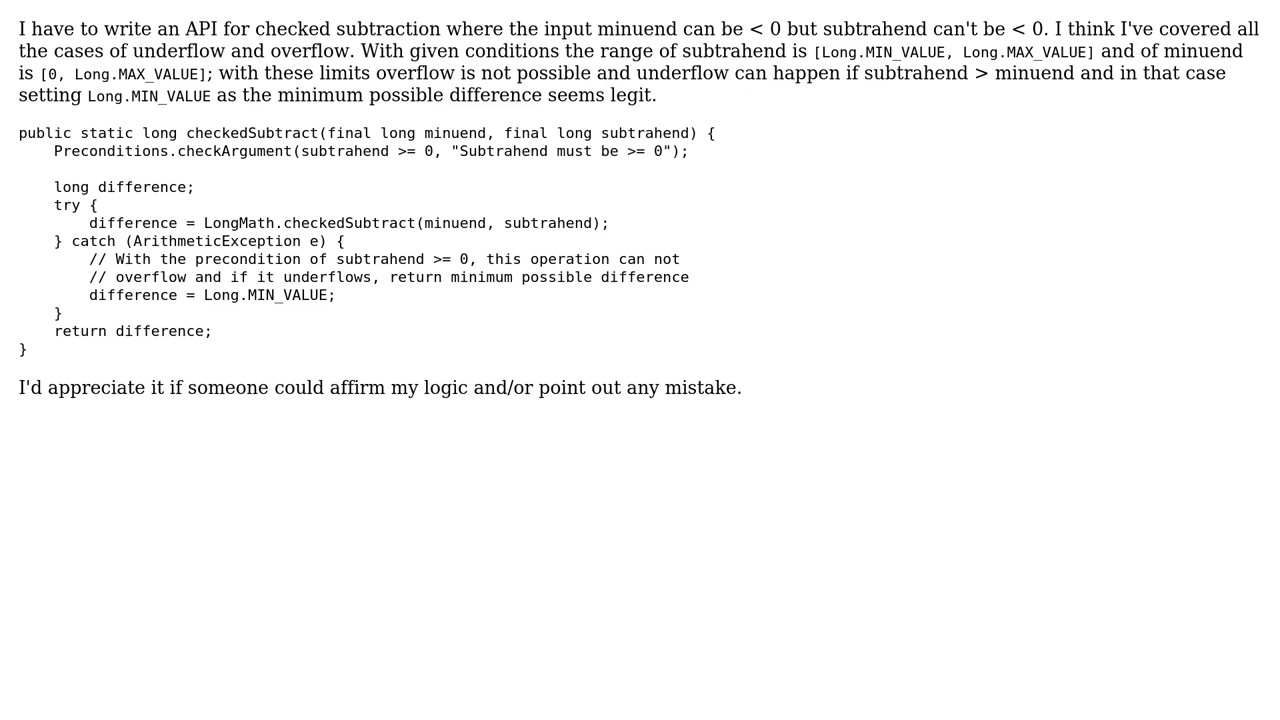 I have to write an API for checked subtraction where the input minuend can be < 0 but subtrahend can't be < 0. I think I've covered all
the cases of underflow and overflow. With given conditions the range of subtrahend is [Long.MIN_VALUE, Long.MAX_VALUE] and of minuend
is [0, Long.MAX_VALUE]; with these limits overflow is not possible and underflow can happen if subtrahend > minuend and in that case
setting Long.MIN_VALUE as the minimum possible difference seems legit.
public static long checkedSubtract(final long minuend, final long subtrahend) {
    Preconditions.checkArgument(subtrahend >= 0, "Subtrahend must be >= 0");
    long difference;
    try {
        difference = LongMath.checkedSubtract(minuend, subtrahend);
    } catch (ArithmeticException e) {
        // With the precondition of subtrahend >= 0, this operation can not
        // overflow and if it underflows, return minimum possible difference
        difference = Long.MIN_VALUE;
    }
    return difference;
}
I'd appreciate it if someone could affirm my logic and/or point out any mistake.